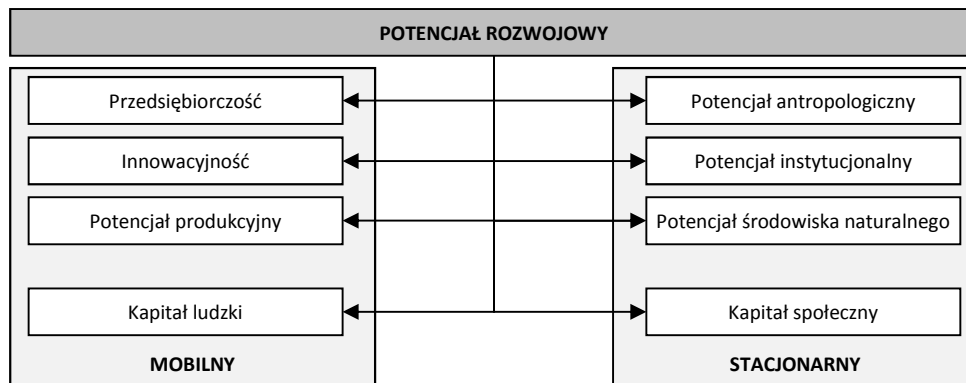 POTENCJAŁ ROZWOJOWY
Przedsiębiorczość
Potencjał antropologiczny
Innowacyjność
Potencjał instytucjonalny
Potencjał produkcyjny
Potencjał środowiska naturalnego
Kapitał ludzki
Kapitał społeczny
MOBILNY
STACJONARNY